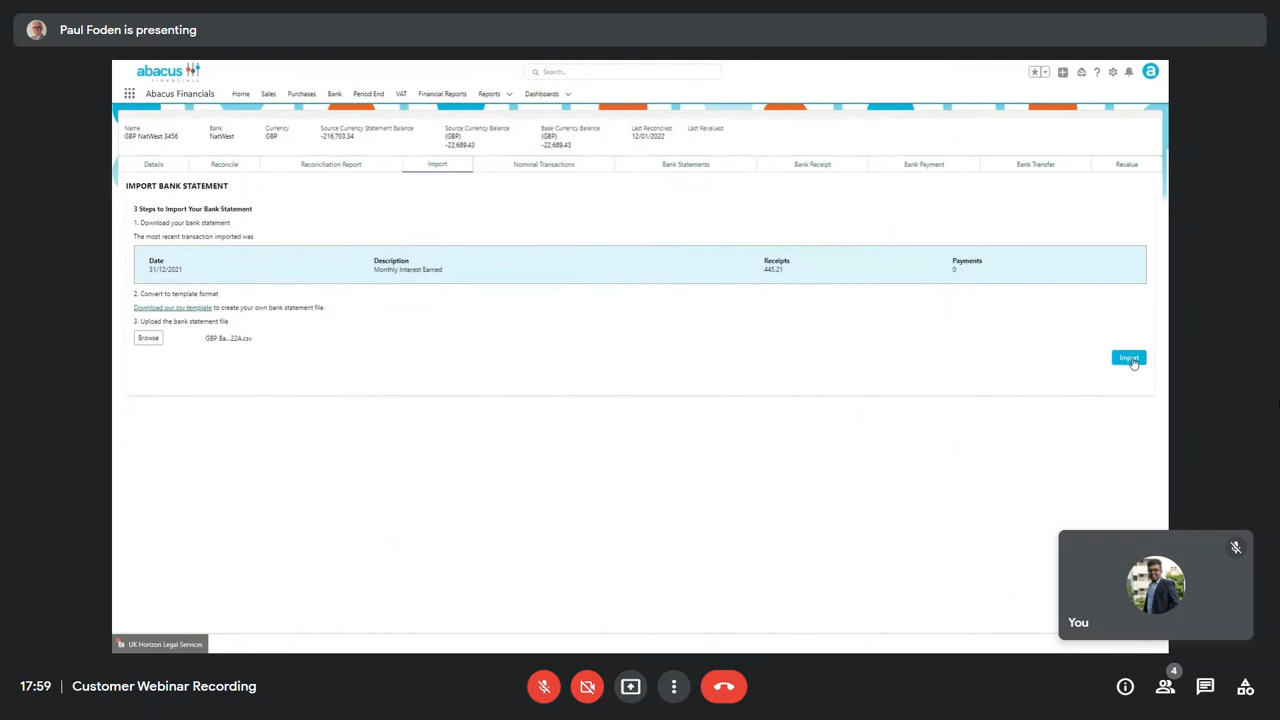 Paul Foden is presenting
abacus
FINANCIALS
Search...
Abacus Financials Home Sales Purchases Bank Period End VAT Financial Reports Reports Dashboards
Name Bank Currency Source Currency Statement Balance Source Currency Balance Base Currency Balance Last Reconciled Last Revalued
GBP NatWest 3456 NatWest GBP -216,703.34 (GBP) (GBP) 12/01/2022
-22,689.43 -22,689.43
Details Reconcile Reconciliation Report Import Nominal Transactions Bank Statements Bank Receipt Bank Payment Bank Transfer Revalue
IMPORT BANK STATEMENT
3 Steps to Import Your Bank Statement
1. Download your bank statement
The most recent transaction imported was
Date Description Receipts Payments
31/12/2021 Monthly Interest Earned 445.21 0
2. Convert to template format
Download our csv template to create your own bank statement file.
3. Upload the bank statement file
Browse GBP Ba...22A.csv
Import
You
UK Horizon Legal Services
17:59 | Customer Webinar Recording
4